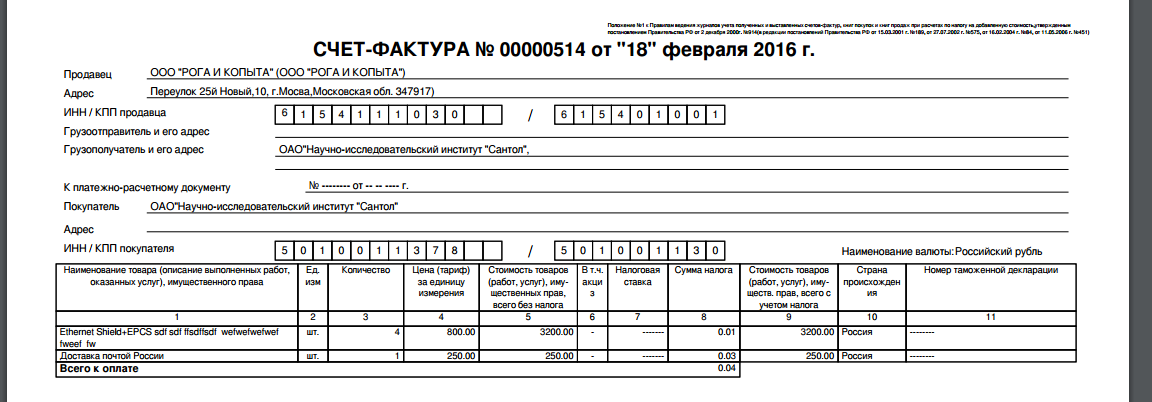 Положение №1 к Правилам ведения журналов учета полученных и выставленных счетов-фактур, книг покупок и книг продаж при расчетах по налогу на добавленную стоимость,утвержденным
постановлением Правительства РФ от 2 декабря 2000г. №914(в редакции постановлений Правительства РФ от 15.03.2001 г. №189, от 27.07.2002 г. №575, от 16.02.2004 г. №84, от 11.05.2006 г. №451)
СЧЕТ-ФАКТУРА № 00000514 от "18" февраля 2016 г.
Продавец ООО "РОГА И КОПЫТА" (ООО "РОГА И КОПЫТА")
Адрес Переулок 25й Новый,10, г.Мосва,Московская обл. 347917)
ИНН / КПП продавца 6 1 5 4 1 1 1 0 3 0 / 6 1 5 4 0 1 0 0 1
Грузоотправитель и его адрес
Грузополучатель и его адрес ОАО"Научно-исследовательский институт "Сантол",
К платежно-расчетному документу № -------- от -- -- ---- г.
Покупатель ОАО"Научно-исследовательский институт "Сантол"
Адрес
ИНН / КПП покупателя 5 0 1 0 0 1 1 3 7 8 / 5 0 1 0 0 1 1 3 0 Наименование валюты: Российский рубль
Наименование товара (описание выполненных работ, Ед. Количество Цена (тариф) Стоимость товаров В т.ч. Налоговая Сумма налога Стоимость товаров Страна Номер таможенной декларации
оказанных услуг), имущественного права изм за единицу (работ, услуг), иму- акци ставка (работ, услуг), иму- происхожден
измерения щественных прав, з ществ. прав, всего с ия
всего без налога учетом налога
1 2 3 4 5 6 7 8 9 10 11
Ethernet Shield+EPCS sdf sdf ffsdffsdf wefwefwefwef шт. 4 800.00 3200.00 - ------- 0.01 3200.00 Россия --------
fweef fw
Доставка почтой России шт. 1 250.00 250.00 - ------- 0.03 250.00 Россия --------
Всего к оплате 0.04